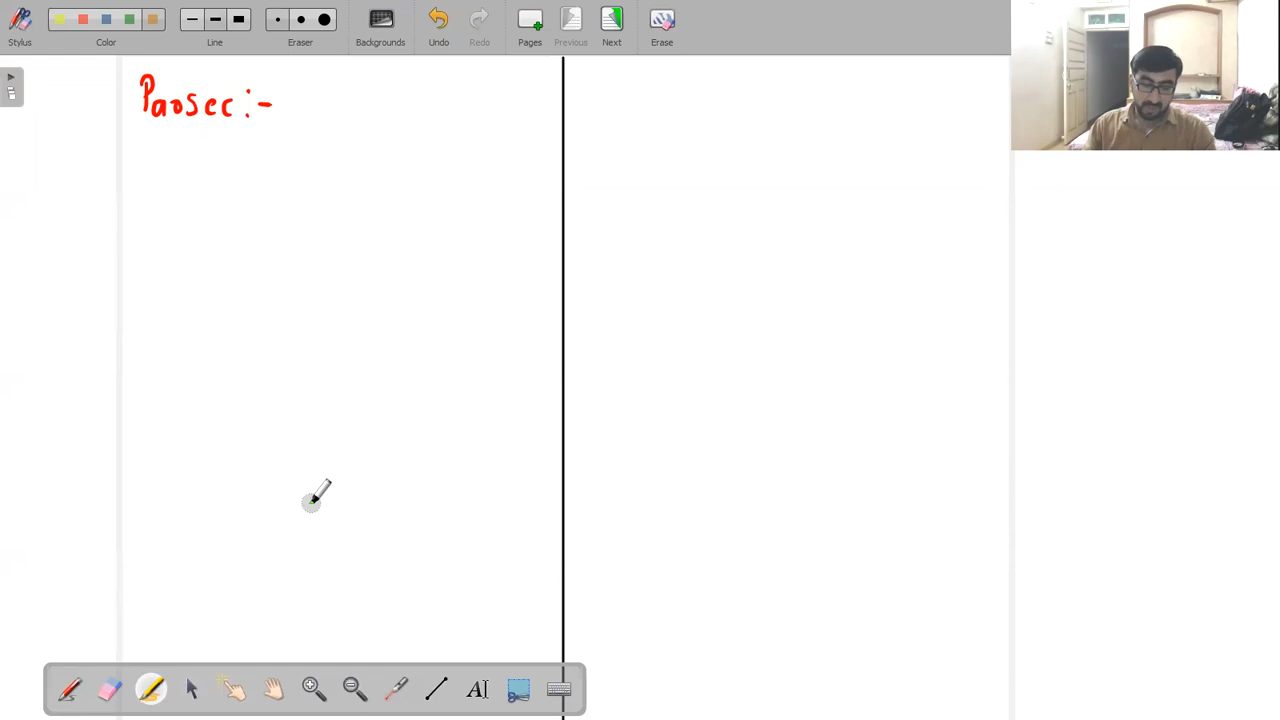 Stylus
Color
Line
Eraser
Backgrounds
Undo
Redo
Pages
Previous
Next
Erase
Parsec :-
A